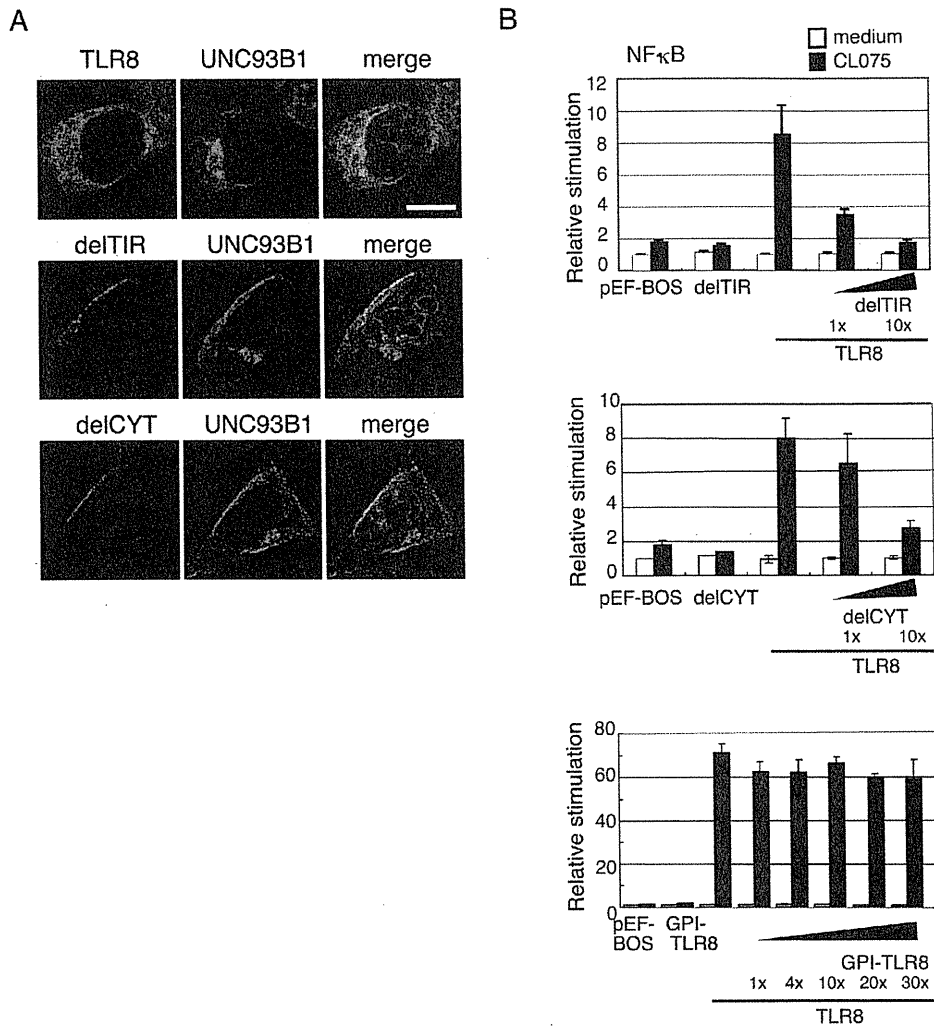 A
TLR8 UNC93B1 merge
delTIR UNC93B1 merge
delCYT UNC93B1 merge
B
NFκB
medium
CL075
Relative stimulation
12
10
8
6
4
2
0
pEF-BOS delTIR
delTIR
1x 10x
TLR8
Relative stimulation
10
8
6
4
2
0
pEF-BOS delCYT
delCYT
1x 10x
TLR8
Relative stimulation
80
60
40
20
0
pEF-BOS
GPI-TLR8
GPI-TLR8
1x 4x 10x 20x 30x
TLR8